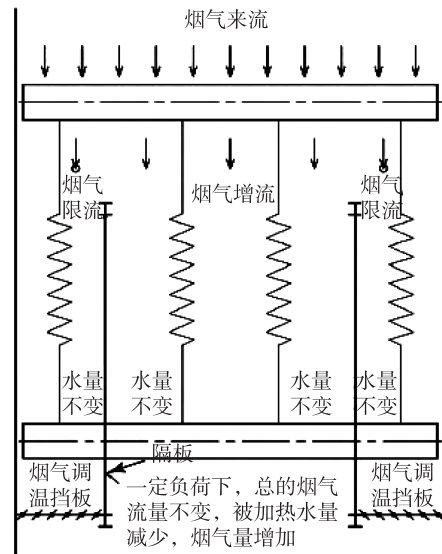 烟气来流
烟气
限流
烟气增流
烟气
限流
水量
不变
水量
不变
水量
不变
水量
不变
隔板
烟气调
温挡板
一定负荷下，总的烟气
流量不变，被加热水量
减少，烟气量增加
烟气调
温挡板